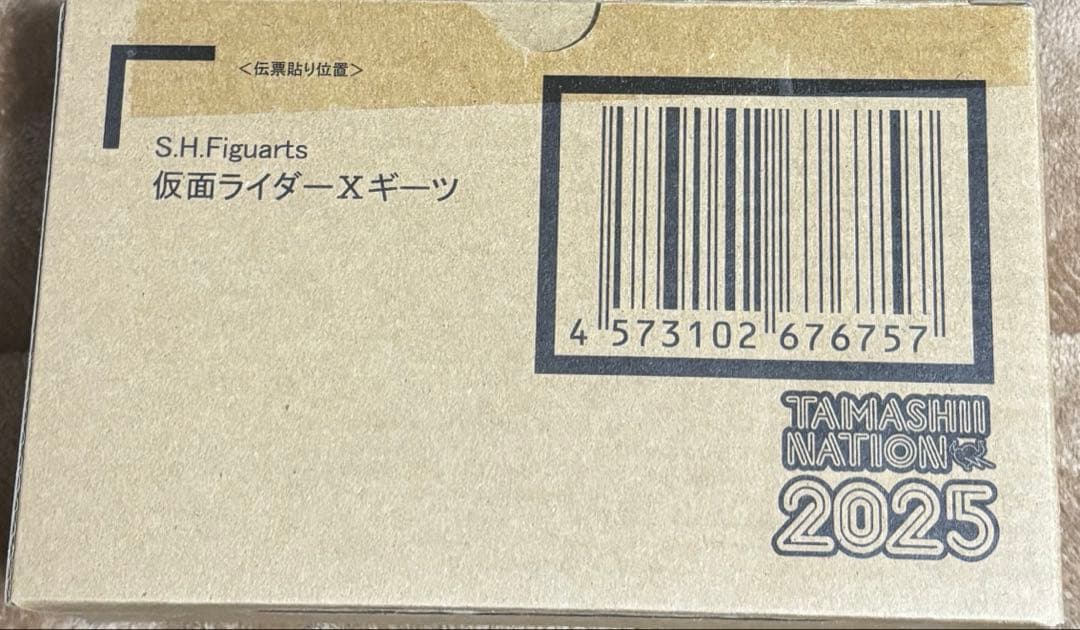 <伝票貼り位置>
S.H.Figuarts
仮面ライダーXギーツ
4 573102 676757
TAMASHII
NATION
2025